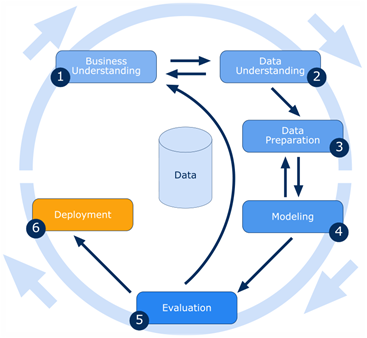 Business
Understanding
1
Data
Understanding
2
Data
Preparation
3
Data
Deployment
6
Modeling
4
Evaluation
5